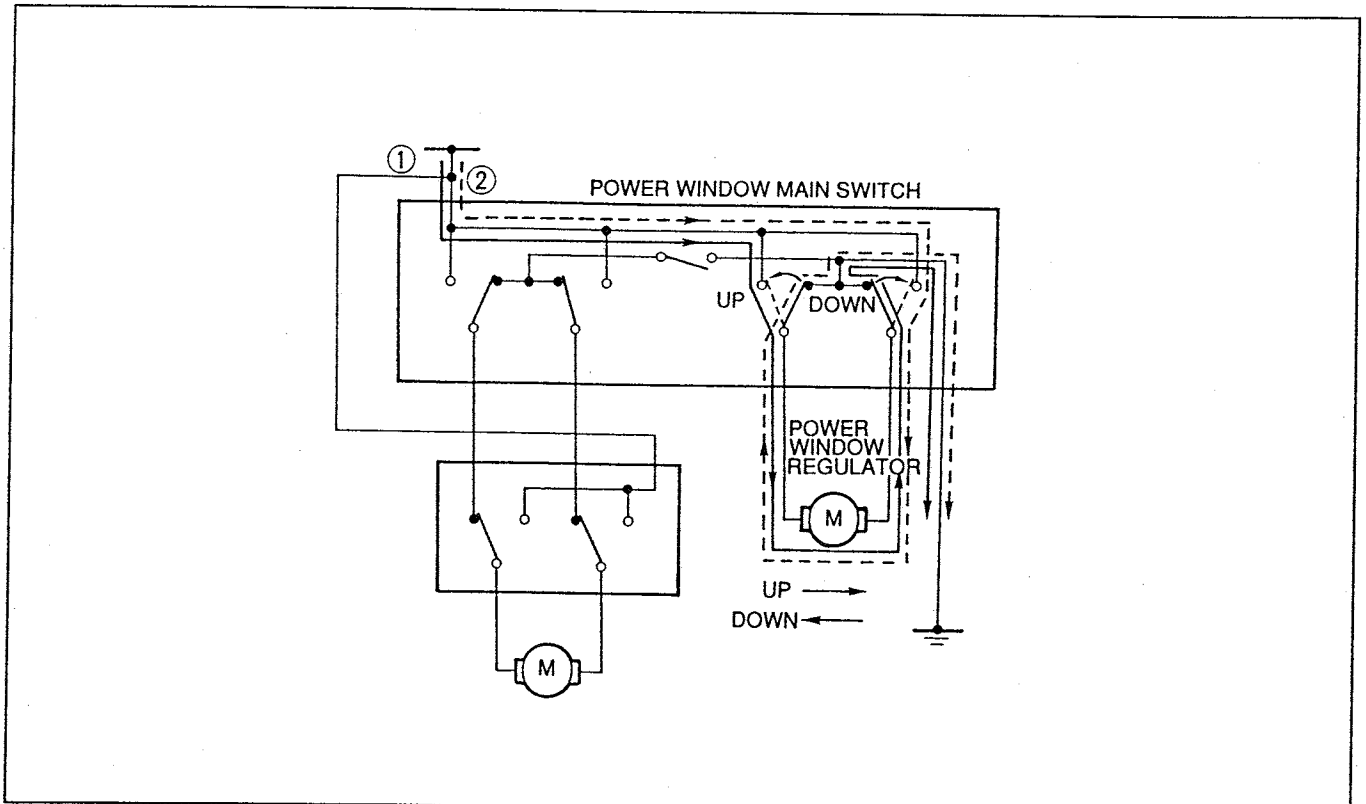 ①
②
POWER WINDOW MAIN SWITCH
UP
DOWN
POWER
WINDOW
REGULATOR
M
UP
DOWN
M